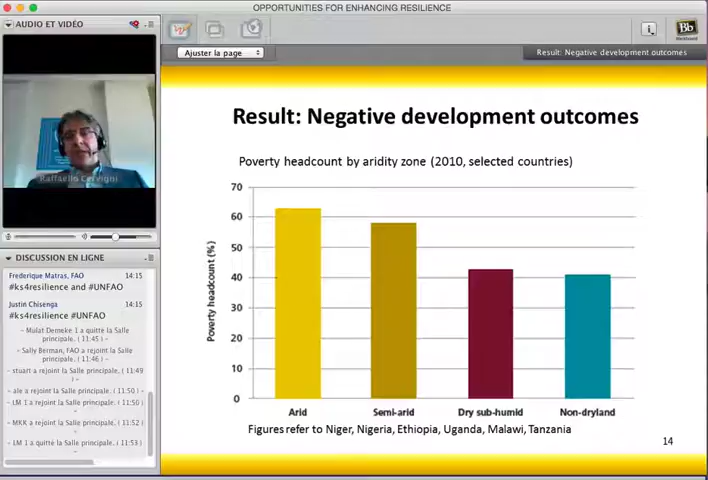 OPPORTUNITIES FOR ENHANCING RESILIENCE
AUDIO ET VIDÉO
Raffaello Cervigni
DISCUSSION EN LIGNE
Frederique Matras, FAO 14:15
#ks4resilience and #UNFAO
Justin Chisenga 14:15
#ks4resilience #UNFAO
~ Mulat Demeke 1 a quitté la Salle
principale. ( 11:45 ) ~
~ Sally Berman, FAO a rejoint la Salle
principale. ( 11:46 ) ~
~ stuart a rejoint la Salle principale. ( 11:49
) ~
~ ale a rejoint la Salle principale. ( 11:50 ) ~
~ LM 1 a rejoint la Salle principale. ( 11:50 )
~
~ MKK a rejoint la Salle principale. ( 11:52
) ~
~ LM 1 a quitté la Salle principale. ( 11:53 )
~
Ajuster la page
Result: Negative development outcomes
Bb
Result: Negative development outcomes
Poverty headcount by aridity zone (2010, selected countries)
Poverty headcount (%)
70
60
50
40
30
20
10
0
Arid Semi-arid Dry sub-humid Non-dryland
Figures refer to Niger, Nigeria, Ethiopia, Uganda, Malawi, Tanzania
14